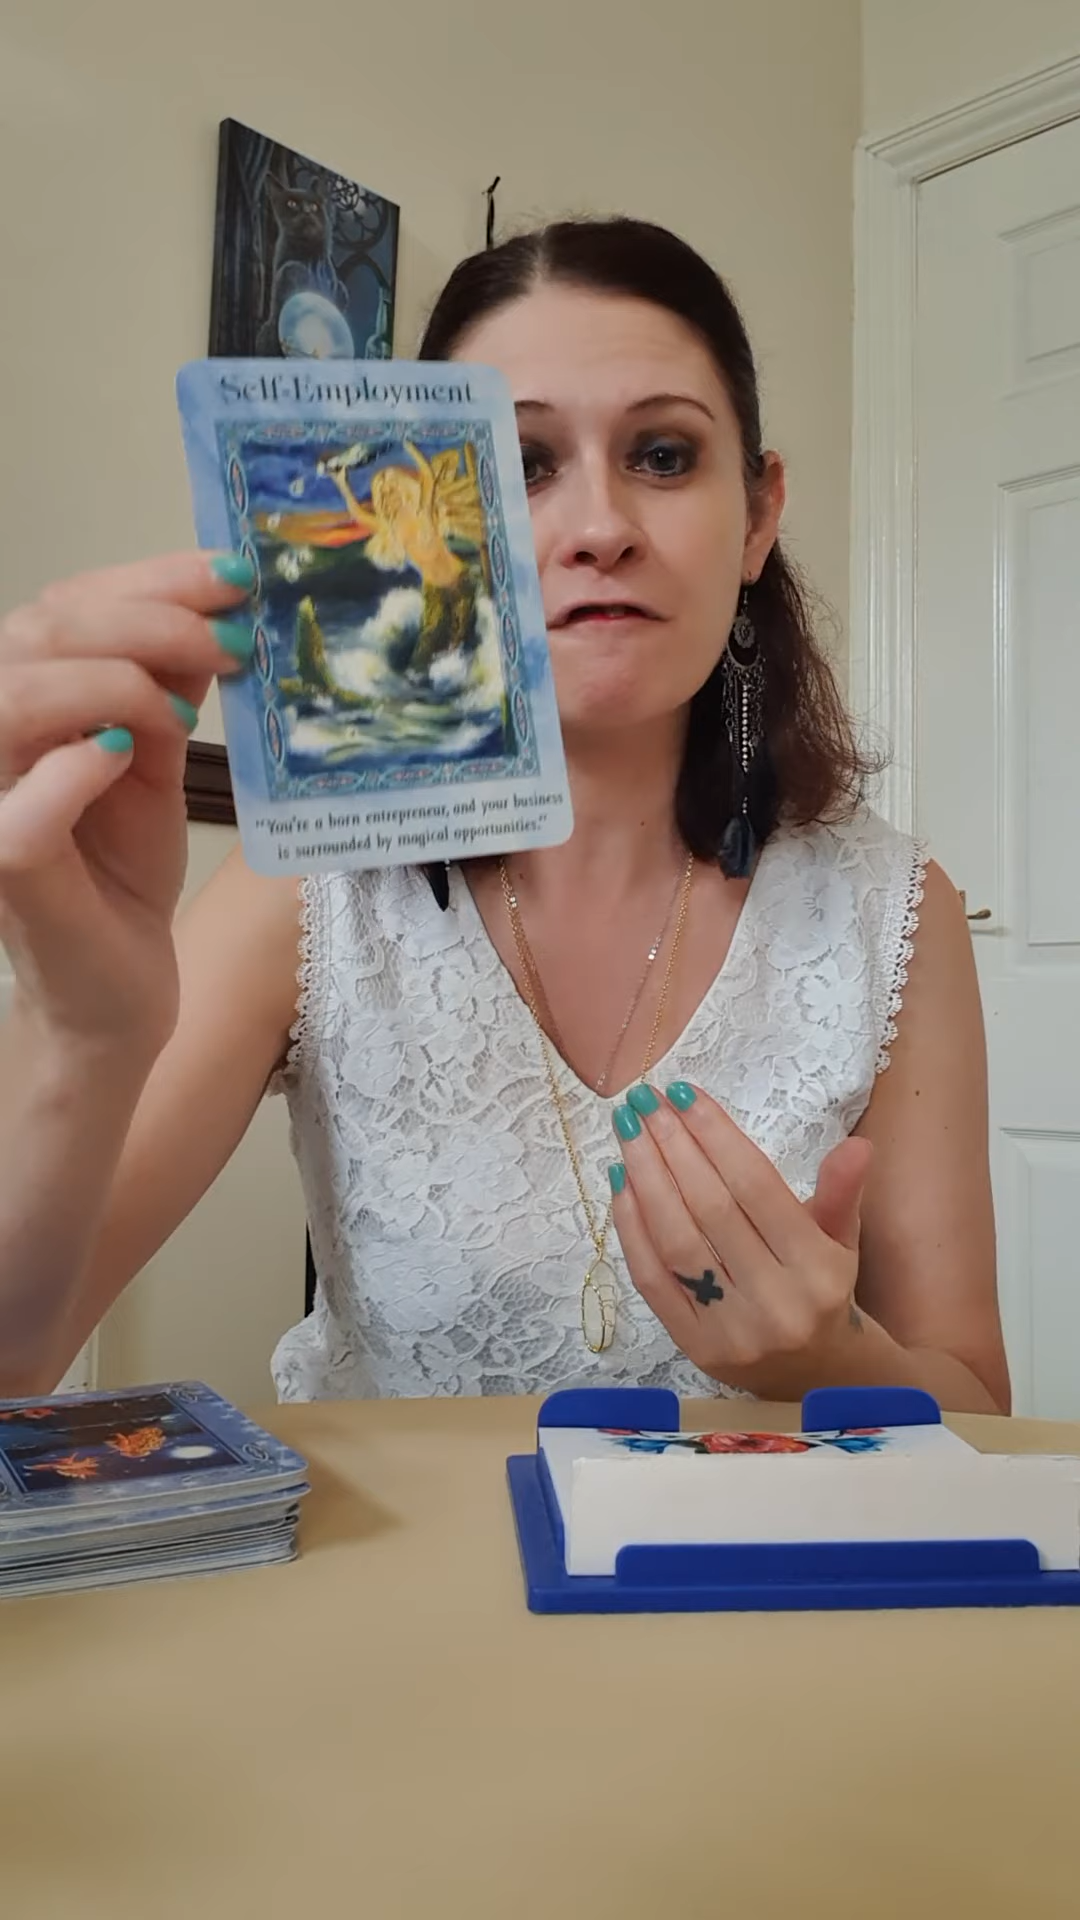 Self-Employment
"You're a born entrepreneur, and your business
is surrounded by magical opportunities."